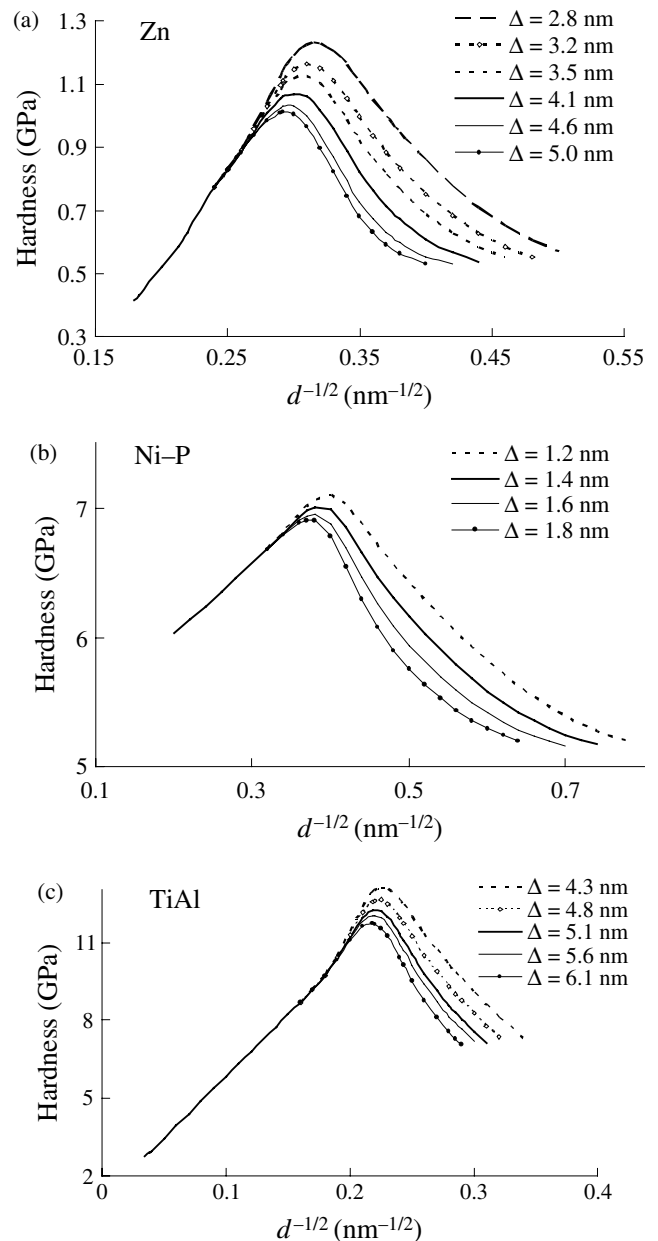 (a)
Zn
Δ = 2.8 nm
Δ = 3.2 nm
Δ = 3.5 nm
Δ = 4.1 nm
Δ = 4.6 nm
Δ = 5.0 nm
Hardness (GPa)
1.3
1.1
0.9
0.7
0.5
0.3
0.15 0.25 0.35 0.45 0.55
d⁻¹/² (nm⁻¹/²)
(b)
Ni–P
Δ = 1.2 nm
Δ = 1.4 nm
Δ = 1.6 nm
Δ = 1.8 nm
Hardness (GPa)
7
6
5
0.1 0.3 0.5 0.7
d⁻¹/² (nm⁻¹/²)
(c)
TiAl
Δ = 4.3 nm
Δ = 4.8 nm
Δ = 5.1 nm
Δ = 5.6 nm
Δ = 6.1 nm
Hardness (GPa)
11
8
5
2
0 0.1 0.2 0.3 0.4
d⁻¹/² (nm⁻¹/²)